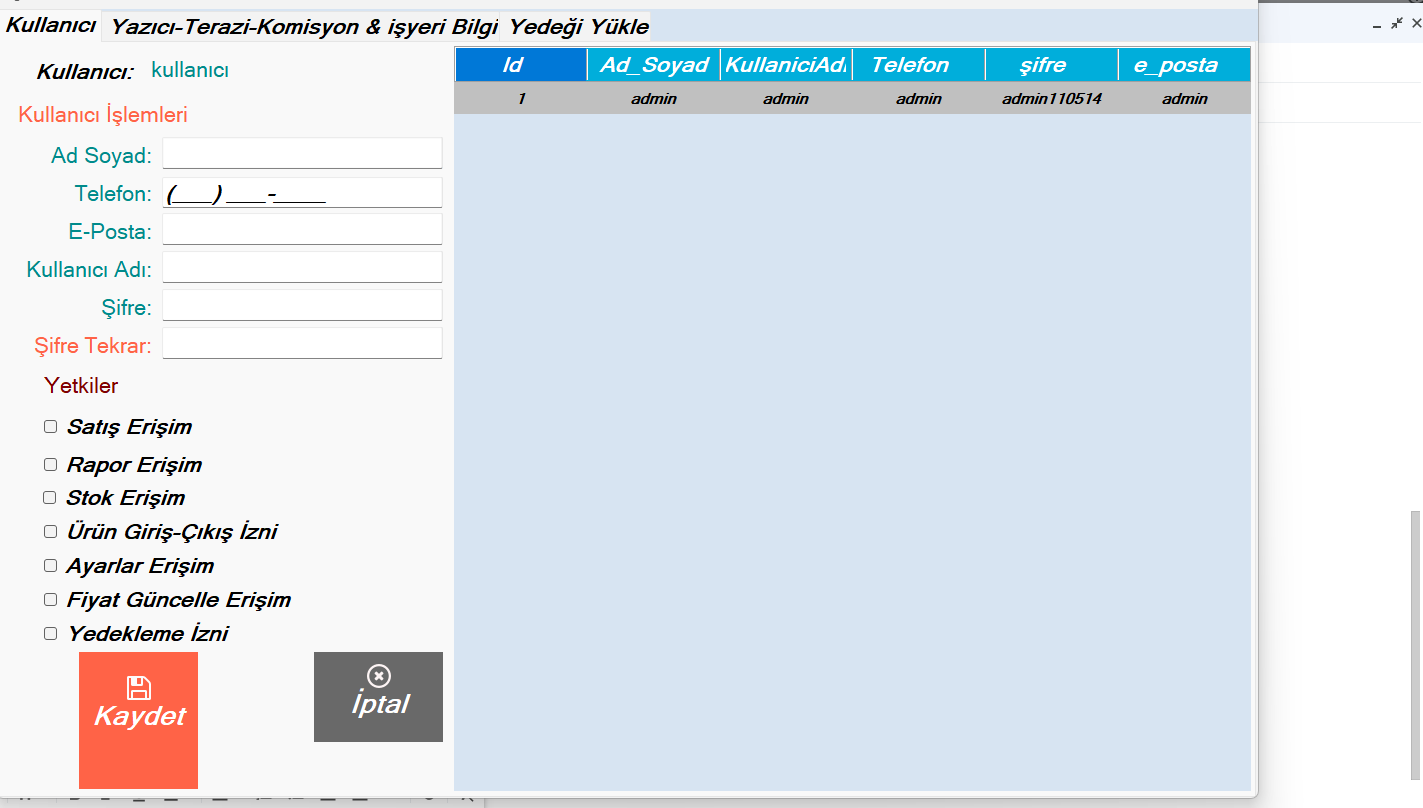 Kullanıcı Yazıcı-Terazi-Komisyon & işyeri Bilgi Yedeği Yükle
Kullanıcı: kullanıcı
Kullanıcı İşlemleri
Ad Soyad:
Telefon: (___) ___-____
E-Posta:
Kullanıcı Adı:
Şifre:
Şifre Tekrar:
Yetkiler
Satış Erişim
Rapor Erişim
Stok Erişim
Ürün Giriş-Çıkış İzni
Ayarlar Erişim
Fiyat Güncelle Erişim
Yedekleme İzni
Kaydet
İptal
Id Ad_Soyad KullaniciAdı Telefon şifre e_posta
1 admin admin admin admin110514 admin